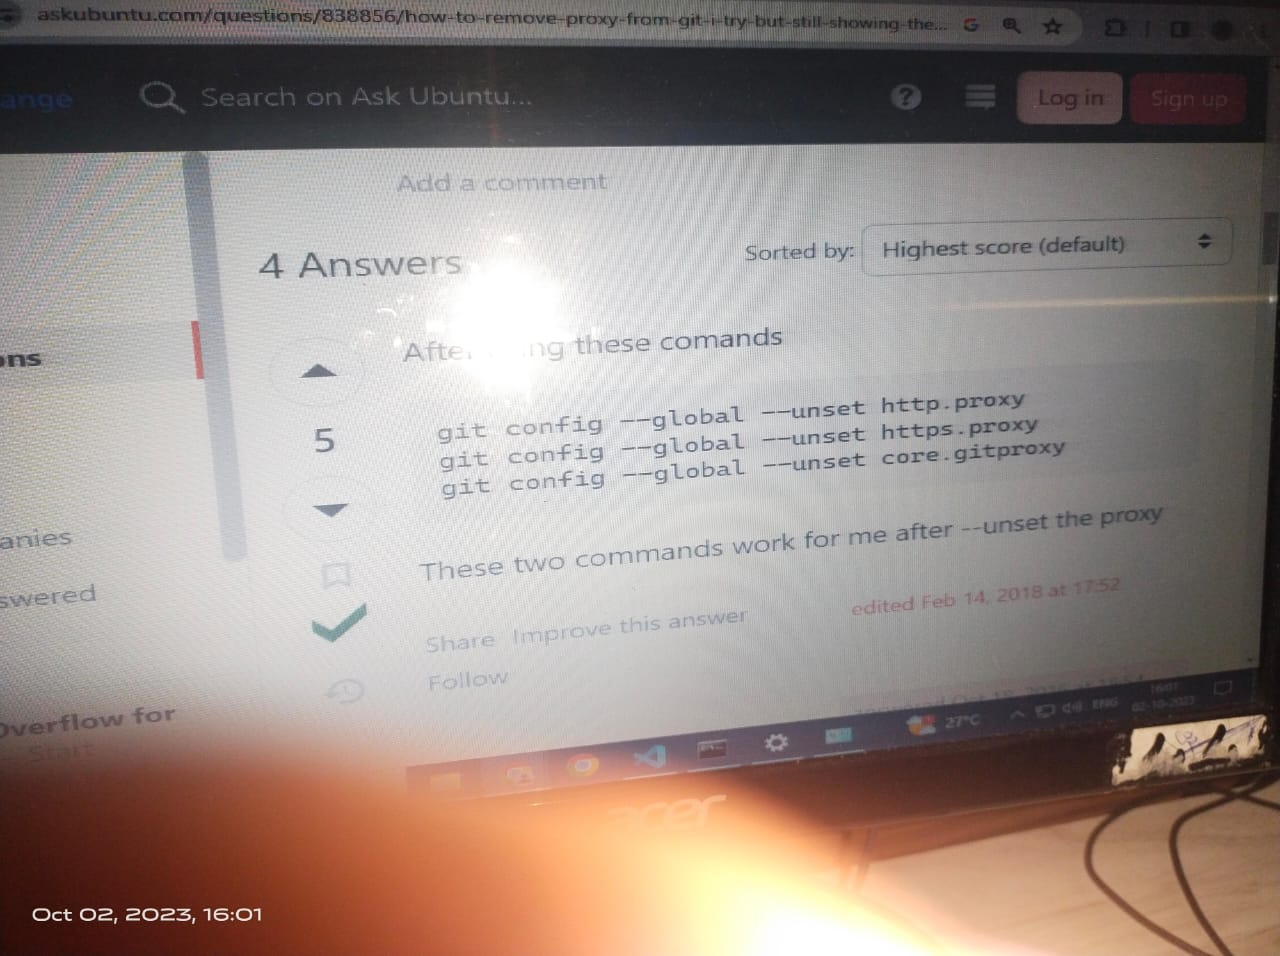 askubuntu.com/questions/838856/how-to-remove-proxy-from-git-i-try-but-still-showing-the...
ange
Search on Ask Ubuntu...
Log in
Sign up
Add a comment
4 Answers
Sorted by:
Highest score (default)
these comands
ons
git config --global --unset http.proxy
git config --global --unset https.proxy
git config --global --unset core.gitproxy
5
These two commands work for me after --unset the proxy
anies
swered
edited Feb 14, 2018 at 17:52
Share Improve this answer
Follow
Overflow for
Start
27°C
ENG
16:01
02-10-2023
acer
Oct 02, 2023, 16:01